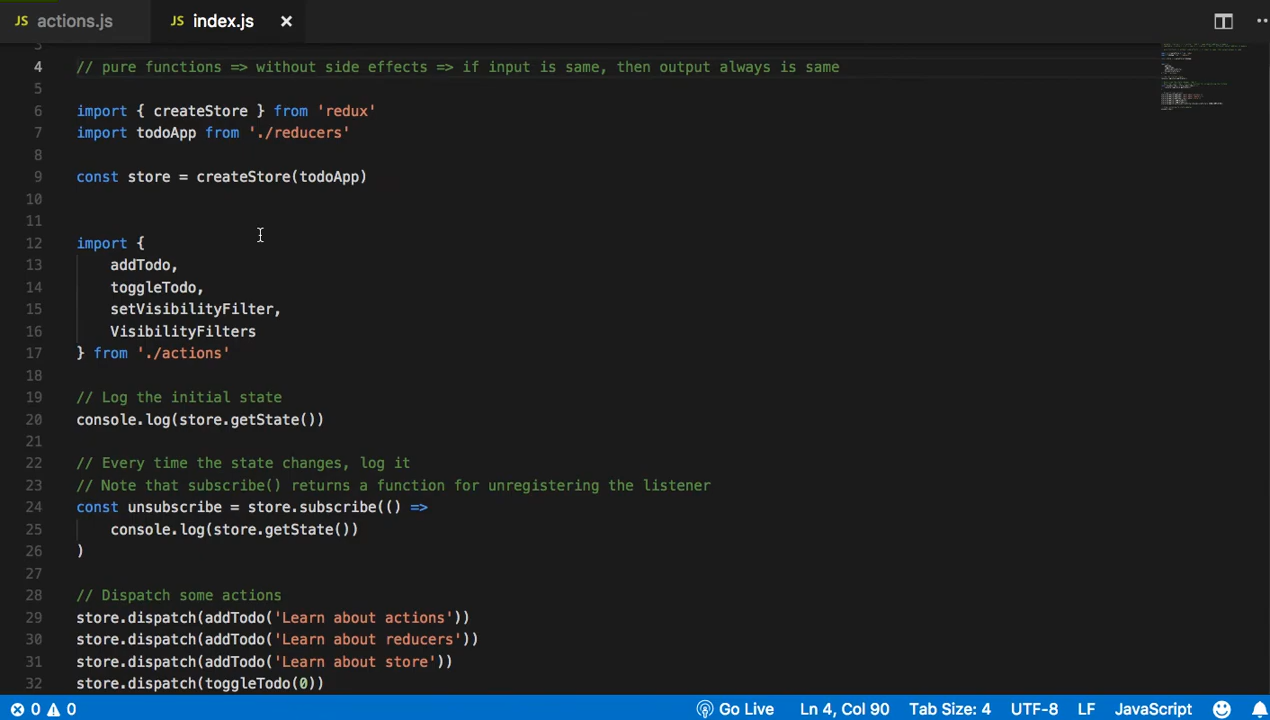 JS actions.js JS index.js ×
3
4 // pure functions => without side effects => if input is same, then output always is same
5
6 import { createStore } from 'redux'
7 import todoApp from './reducers'
8
9 const store = createStore(todoApp)
10
11
12 import {
13 addTodo,
14 toggleTodo,
15 setVisibilityFilter,
16 VisibilityFilters
17 } from './actions'
18
19 // Log the initial state
20 console.log(store.getState())
21
22 // Every time the state changes, log it
23 // Note that subscribe() returns a function for unregistering the listener
24 const unsubscribe = store.subscribe(() =>
25 console.log(store.getState())
26 )
27
28 // Dispatch some actions
29 store.dispatch(addTodo('Learn about actions'))
30 store.dispatch(addTodo('Learn about reducers'))
31 store.dispatch(addTodo('Learn about store'))
32 store.dispatch(toggleTodo(0))
0 0 Go Live Ln 4, Col 90 Tab Size: 4 UTF-8 LF JavaScript